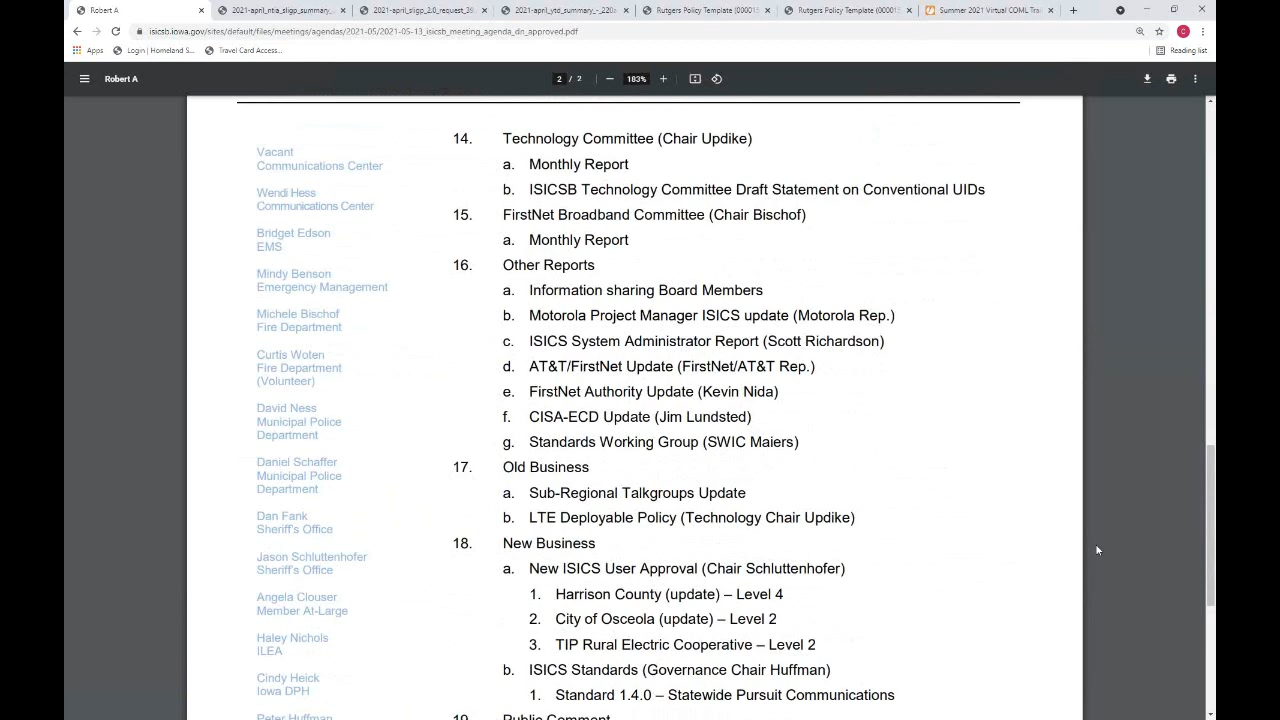 Robert A
2021-april_ntia_sligp_summary_
2021-april_sligp_2.0_request_39
2021-april_ytd_summary_-_220a
Rutgers Policy Template (00001
Rutgers Policy Template (00001
Summer 2021 Virtual COML Trai
isicsb.iowa.gov/sites/default/files/meetings/agendas/2021-05/2021-05-13_isicsb_meeting_agenda_dn_approved.pdf
C
Apps
Login | Homeland S...
Travel Card Access...
Reading list
Robert A
2 / 2
183%
14. Technology Committee (Chair Updike)
a. Monthly Report
b. ISICSB Technology Committee Draft Statement on Conventional UIDs
15. FirstNet Broadband Committee (Chair Bischof)
a. Monthly Report
16. Other Reports
a. Information sharing Board Members
b. Motorola Project Manager ISICS update (Motorola Rep.)
c. ISICS System Administrator Report (Scott Richardson)
d. AT&T/FirstNet Update (FirstNet/AT&T Rep.)
e. FirstNet Authority Update (Kevin Nida)
f. CISA-ECD Update (Jim Lundsted)
g. Standards Working Group (SWIC Maiers)
17. Old Business
a. Sub-Regional Talkgroups Update
b. LTE Deployable Policy (Technology Chair Updike)
18. New Business
a. New ISICS User Approval (Chair Schluttenhofer)
1. Harrison County (update) – Level 4
2. City of Osceola (update) – Level 2
3. TIP Rural Electric Cooperative – Level 2
b. ISICS Standards (Governance Chair Huffman)
1. Standard 1.4.0 – Statewide Pursuit Communications
19. Public Comment
Vacant
Communications Center
Wendi Hess
Communications Center
Bridget Edson
EMS
Mindy Benson
Emergency Management
Michele Bischof
Fire Department
Curtis Woten
Fire Department
(Volunteer)
David Ness
Municipal Police
Department
Daniel Schaffer
Municipal Police
Department
Dan Fank
Sheriff's Office
Jason Schluttenhofer
Sheriff's Office
Angela Clouser
Member At-Large
Haley Nichols
ILEA
Cindy Heick
Iowa DPH
Peter Huffman